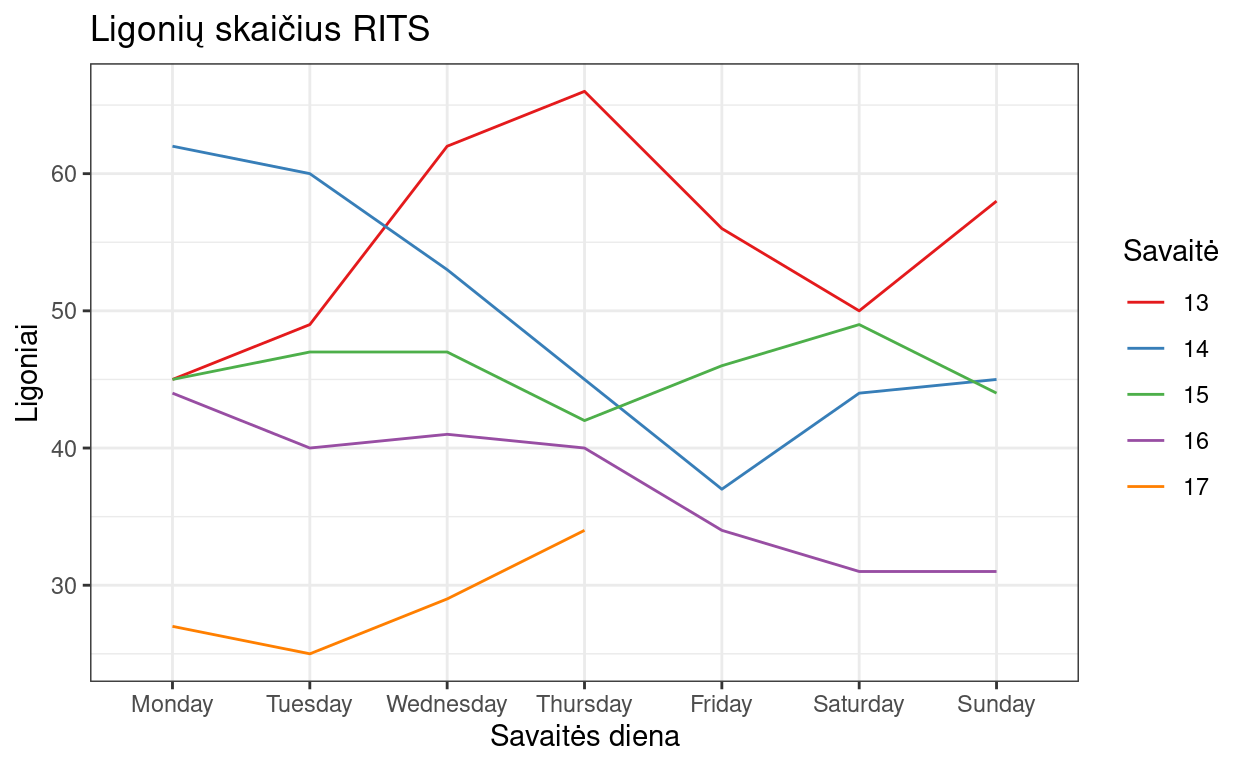 Ligonių skaičius RITS
Ligoniai
60
50
40
30
Monday Tuesday Wednesday Thursday Friday Saturday Sunday
Savaitės diena
Savaitė
13
14
15
16
17